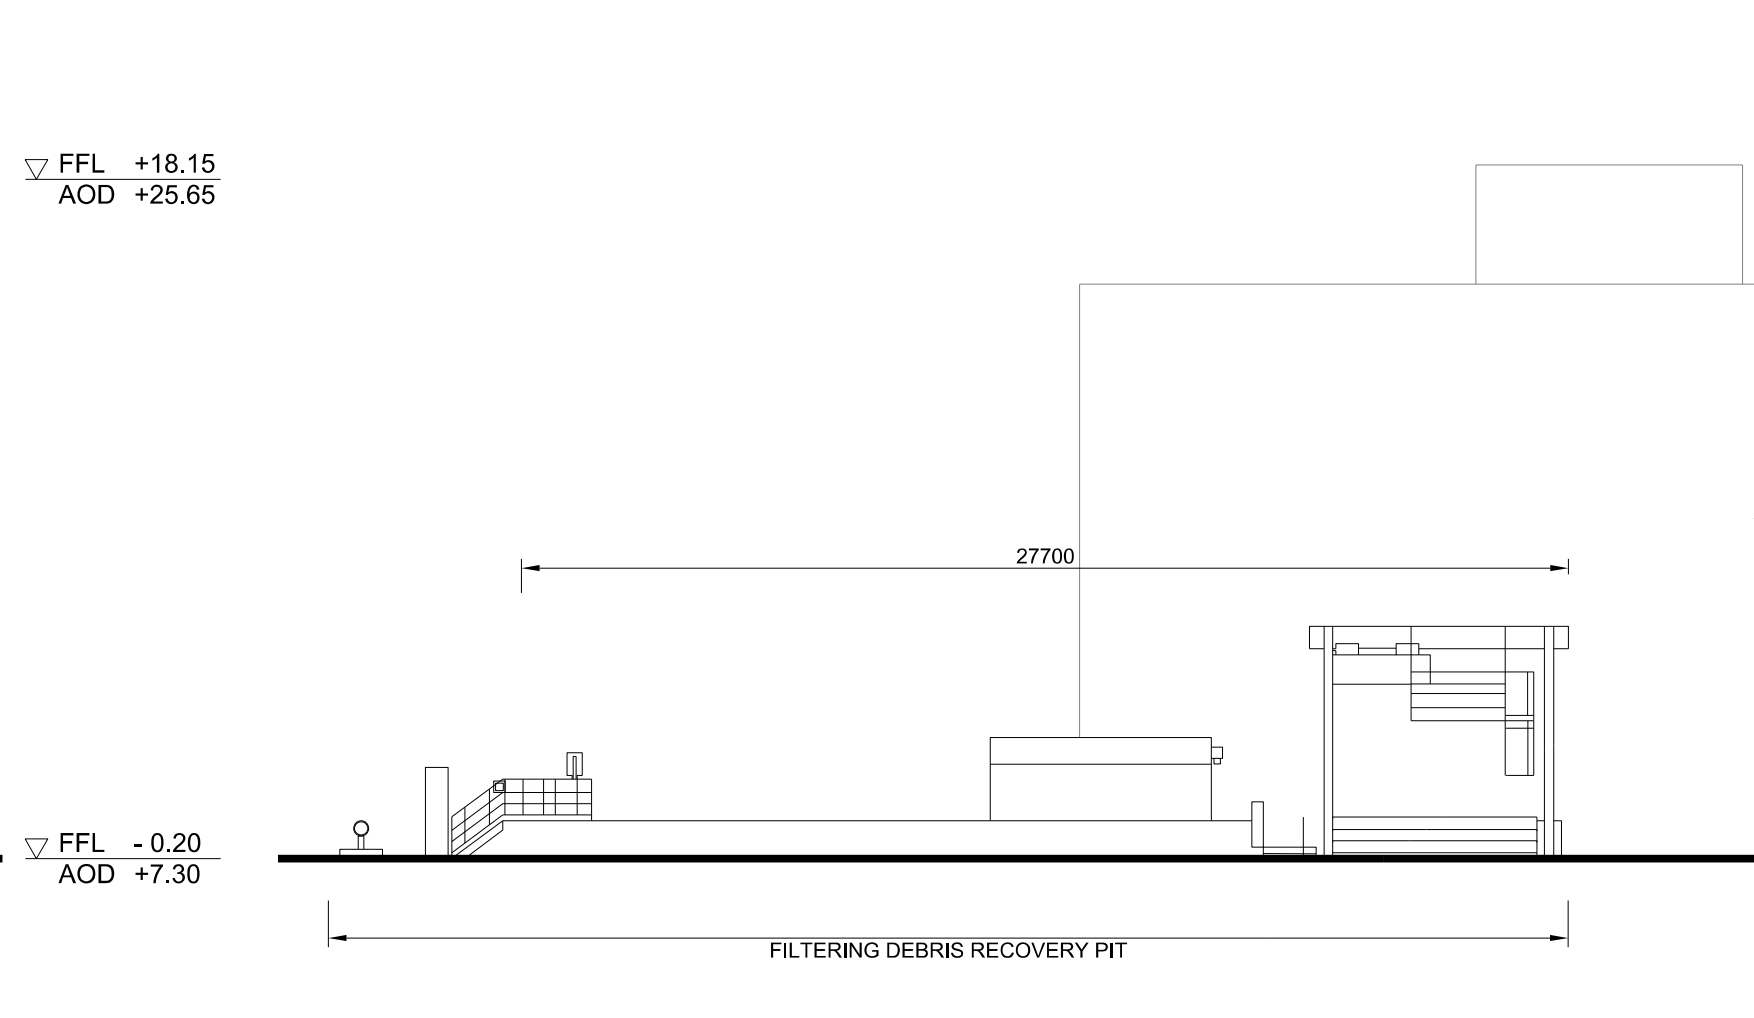 FFL +18.15
AOD +25.65
27700
FFL - 0.20
AOD +7.30
FILTERING DEBRIS RECOVERY PIT